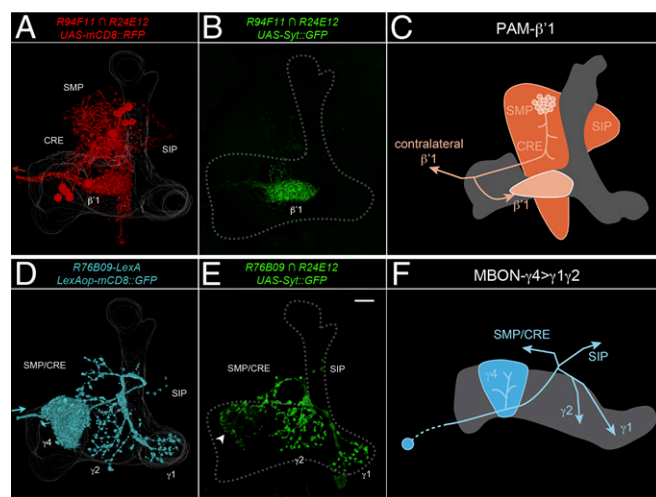 A
R94F11 ∩ R24E12
UAS-mCD8::RFP
SMP
CRE
SIP
β'1
B
R94F11 ∩ R24E12
UAS-Syt::GFP
β'1
C
PAM-β'1
SMP
SIP
CRE
contralateral
β'1
β'1
D
R76B09-LexA
LexAop-mCD8::GFP
SMP/CRE
SIP
γ4
γ2
γ1
E
R76B09 ∩ R24E12
UAS-Syt::GFP
SMP/CRE
SIP
γ2
γ1
F
MBON-γ4>γ1γ2
SMP/CRE
SIP
γ4
γ2
γ1